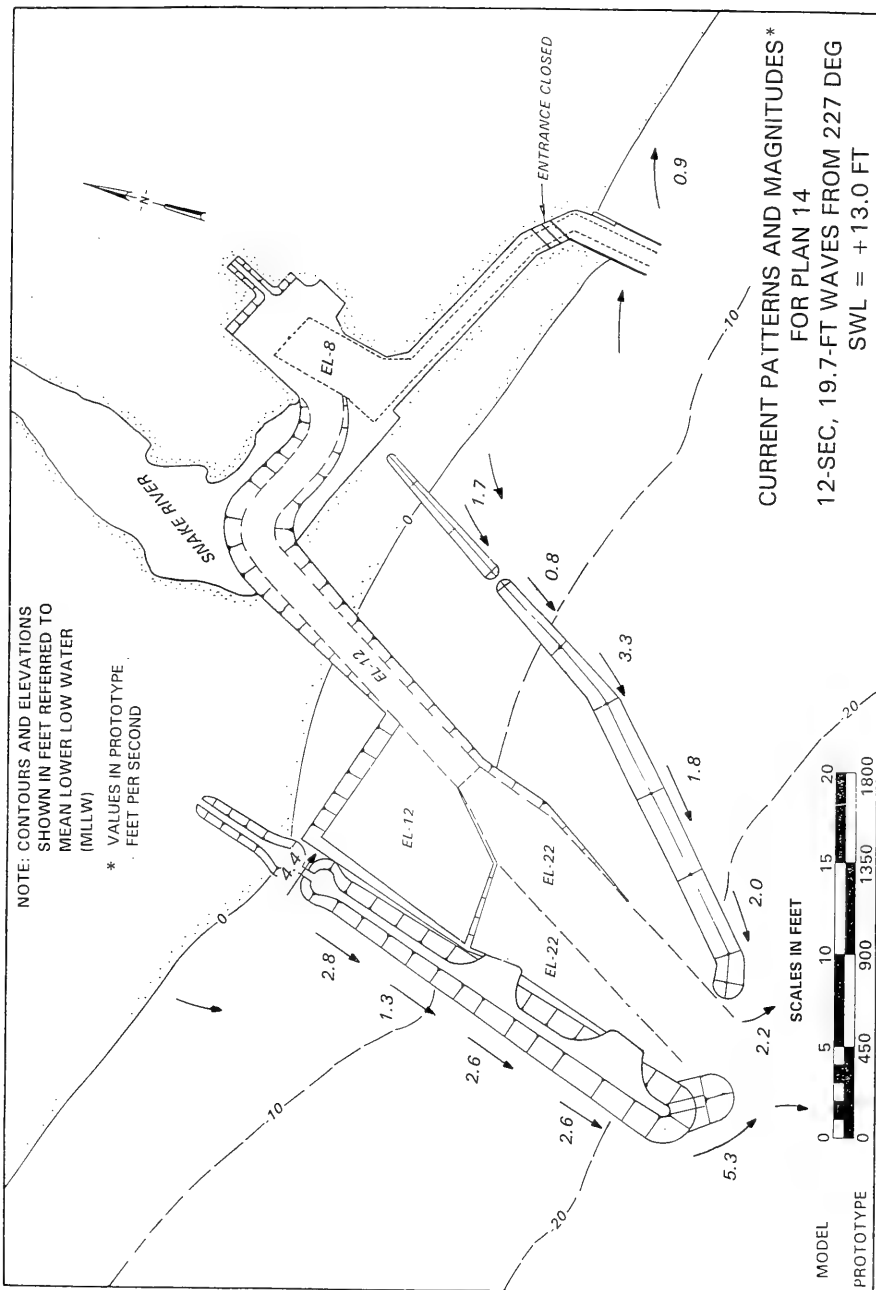 NOTE: CONTOURS AND ELEVATIONS
SHOWN IN FEET REFERRED TO
MEAN LOWER LOW WATER
(MLLW)
* VALUES IN PROTOTYPE
FEET PER SECOND
SNAKE RIVER
-N-
ENTRANCE CLOSED
EL-8
0
0
4.4
EL-12
EL-12
EL-22
EL-22
2.8
1.3
2.6
2.6
5.3
2.2
2.0
1.8
3.3
0.8
1.7
0.9
-10
-20
-10
-20
SCALES IN FEET
MODEL
0 5 10 15 20
PROTOTYPE
0 450 900 1350 1800
CURRENT PATTERNS AND MAGNITUDES*
FOR PLAN 14
12-SEC, 19.7-FT WAVES FROM 227 DEG
SWL = +13.0 FT